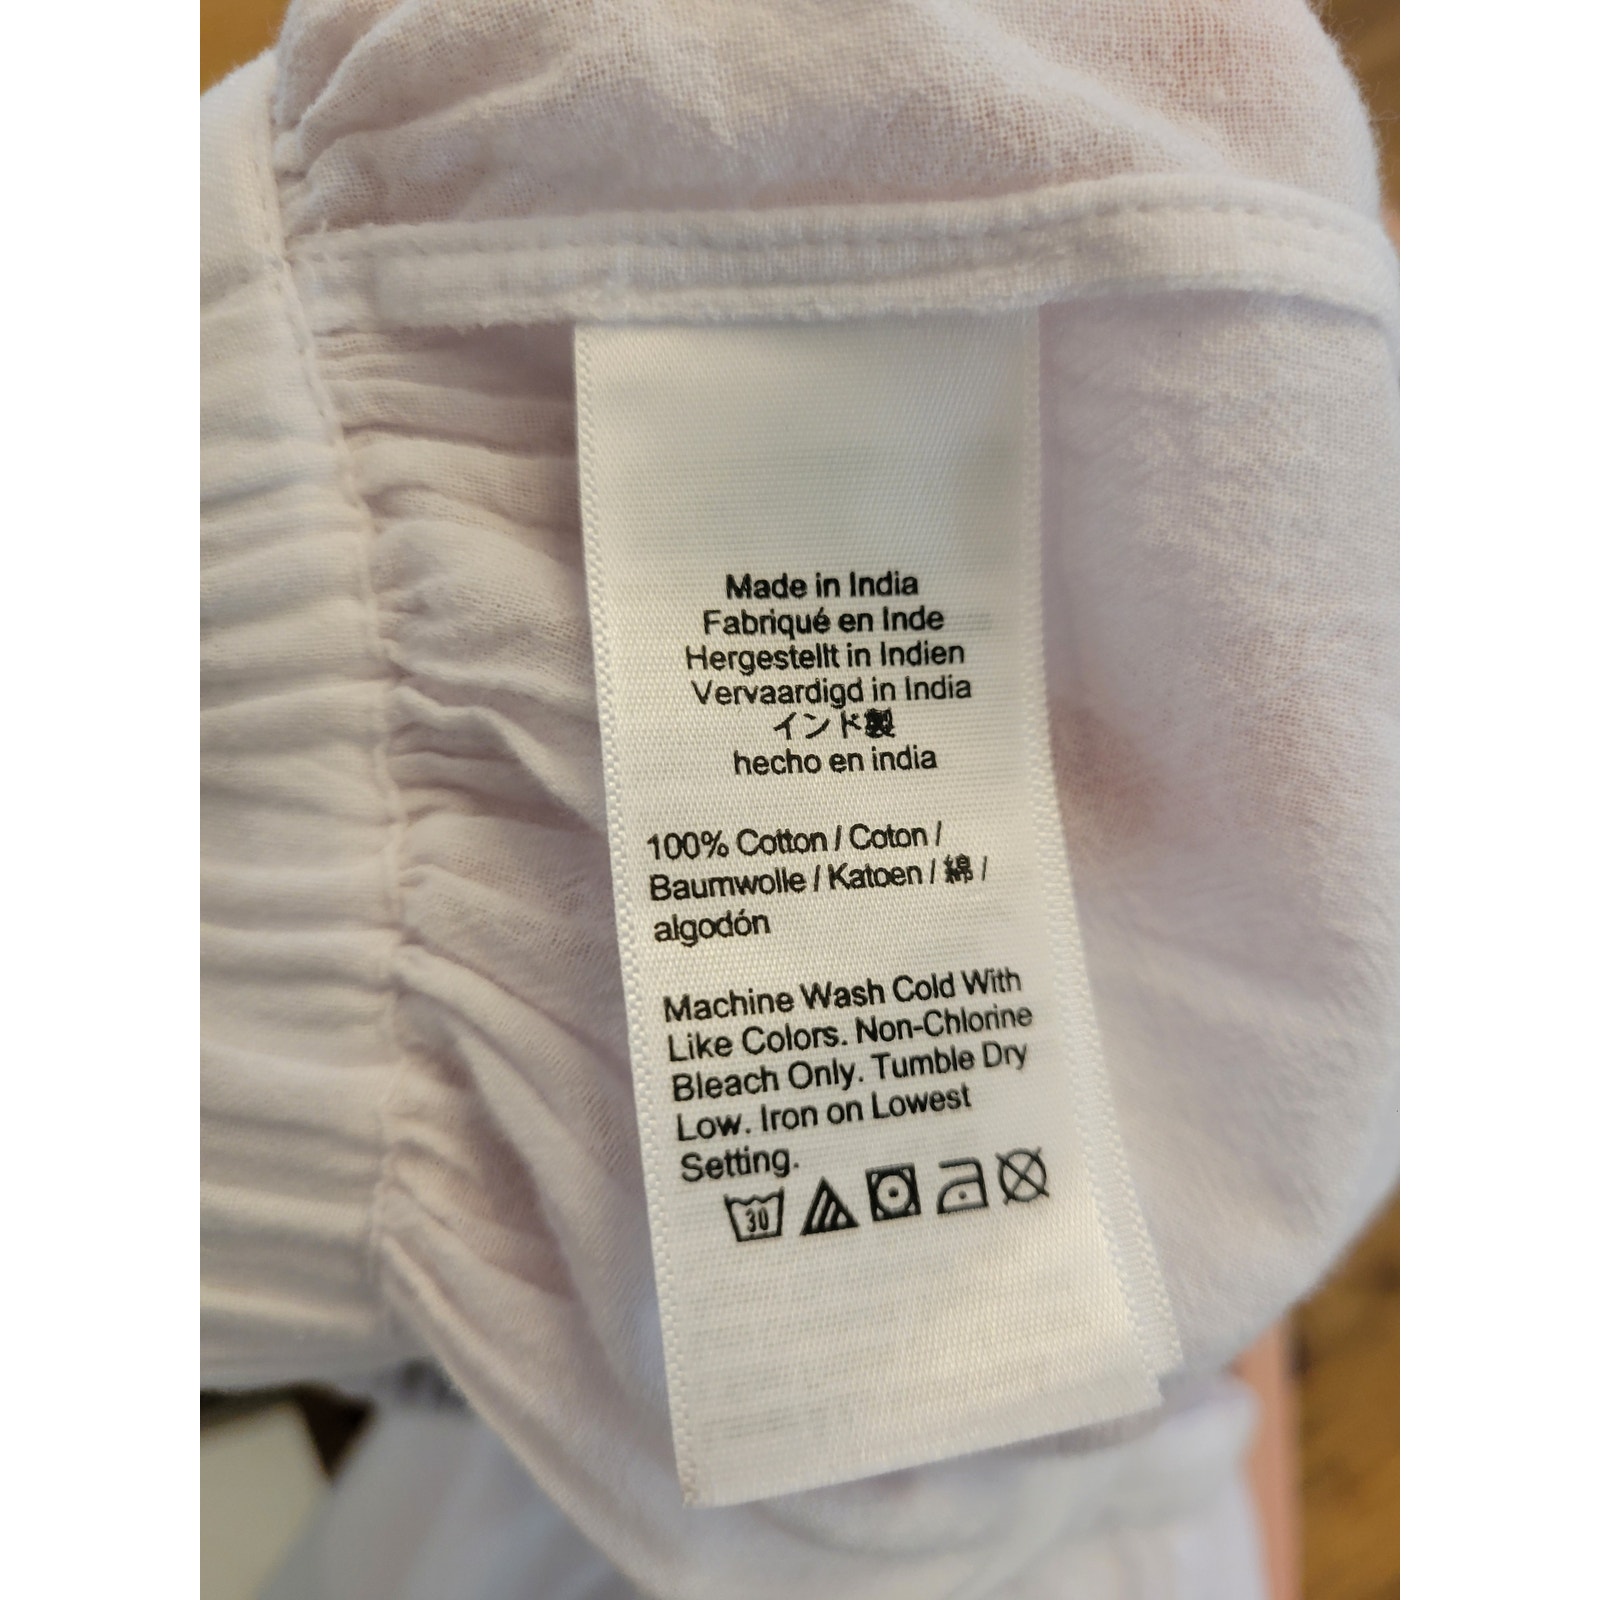 Made in India
Fabriqué en Inde
Hergestellt in Indien
Vervaardigd in India
インド製
hecho en india
100% Cotton / Coton /
Baumwolle / Katoen / 綿 /
algodón
Machine Wash Cold With
Like Colors. Non-Chlorine
Bleach Only. Tumble Dry
Low. Iron on Lowest
Setting.
30